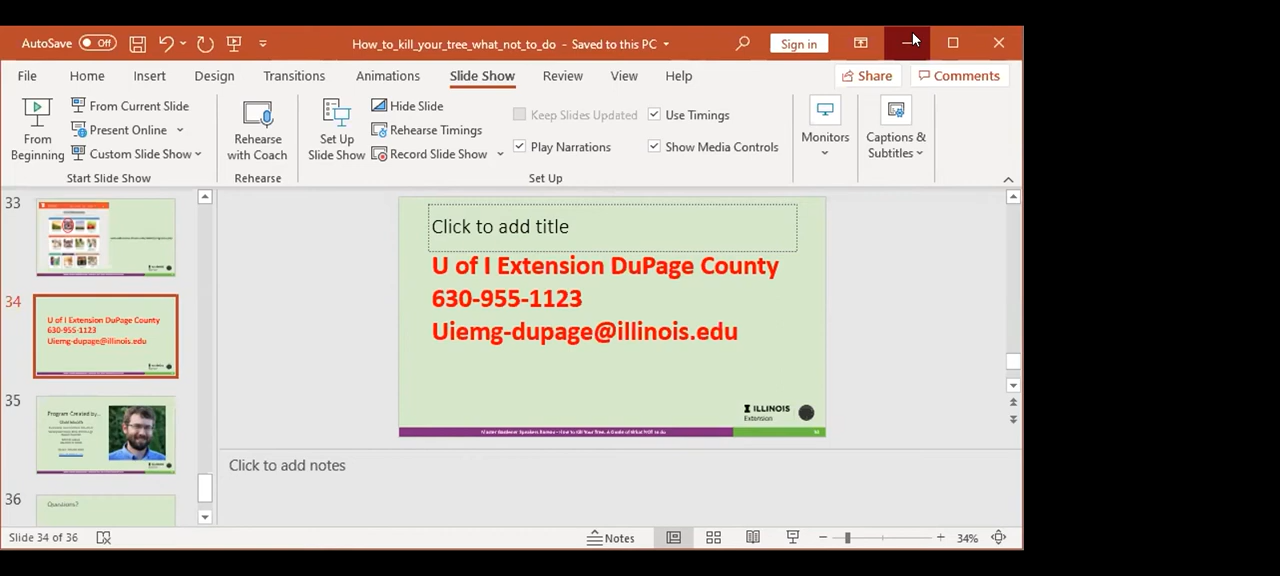 AutoSave Off How_to_kill_your_tree_what_not_to_do - Saved to this PC Sign in
File Home Insert Design Transitions Animations Slide Show Review View Help Share Comments
From Beginning
From Current Slide
Present Online
Custom Slide Show
Start Slide Show
Rehearse with Coach
Rehearse
Set Up Slide Show
Hide Slide
Rehearse Timings
Record Slide Show
Keep Slides Updated
Play Narrations
Use Timings
Show Media Controls
Set Up
Monitors
Captions & Subtitles
33
34
U of I Extension DuPage County
630-955-1123
Uiemg-dupage@illinois.edu
35
Program Created by...
36
Questions?
Click to add title
U of I Extension DuPage County
630-955-1123
Uiemg-dupage@illinois.edu
ILLINOIS
Extension
Click to add notes
Slide 34 of 36 Notes 34%